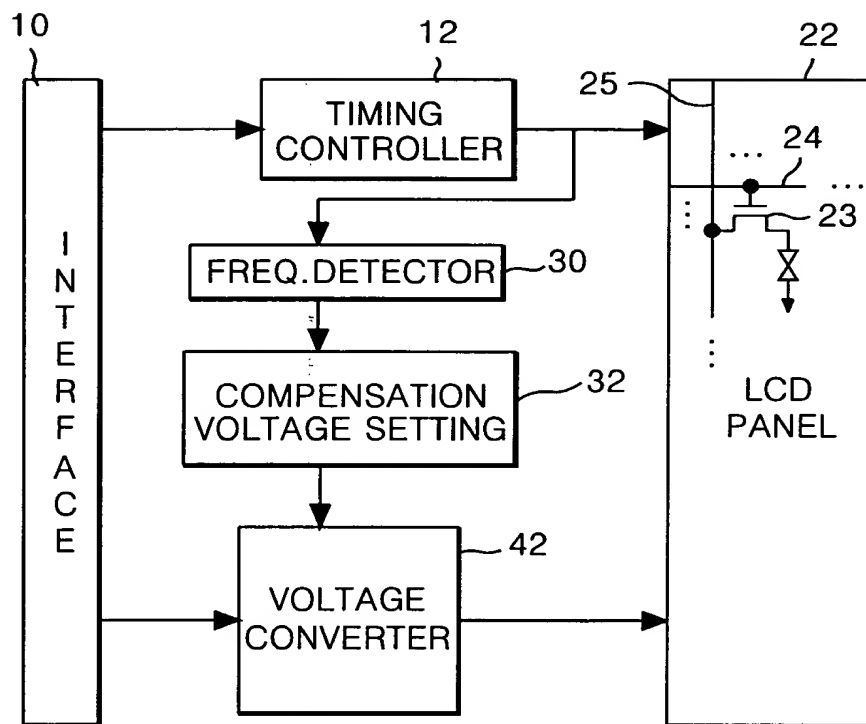 10
12
22
TIMING
CONTROLLER
25
...
24
...
...
23
FREQ.DETECTOR
30
...
COMPENSATION
VOLTAGE SETTING
32
LCD
PANEL
INTERFACE
VOLTAGE
CONVERTER
42